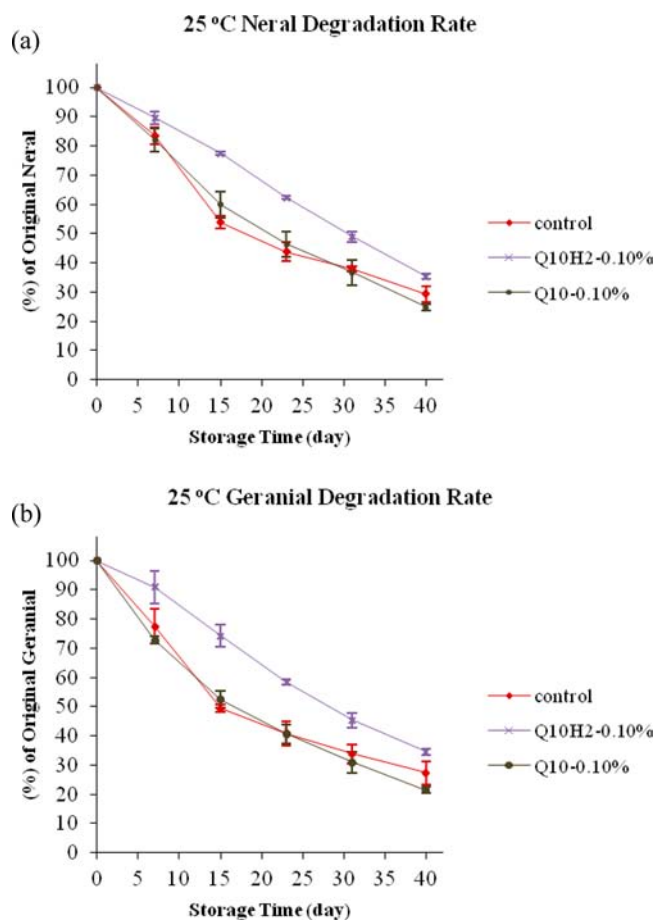 25 °C Neral Degradation Rate
(a)
(%) of Original Neral
100
90
80
70
60
50
40
30
20
10
0
0 5 10 15 20 25 30 35 40
Storage Time (day)
control
Q10H2-0.10%
Q10-0.10%
25 °C Geranial Degradation Rate
(b)
(%) of Original Geranial
100
90
80
70
60
50
40
30
20
10
0
0 5 10 15 20 25 30 35 40
Storage Time (day)
control
Q10H2-0.10%
Q10-0.10%